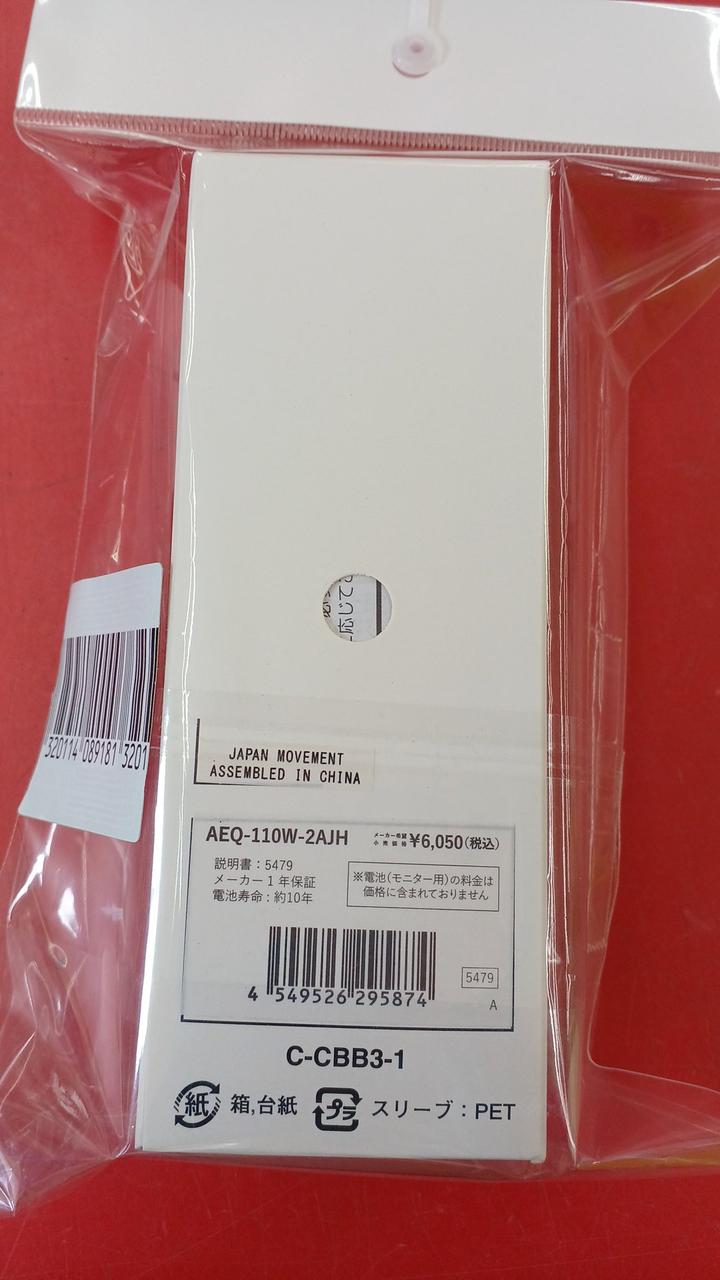 応じて
320114 089181 3201
JAPAN MOVEMENT
ASSEMBLED IN CHINA
AEQ-110W-2AJH メーカー希望小売価格 ¥6,050(税込)
説明書:5479
メーカー1年保証
電池寿命:約10年
※電池(モニター用)の料金は
価格に含まれておりません
4 549526 295874
5479
A
C-CBB3-1
紙 箱,台紙 プラ スリーブ:PET